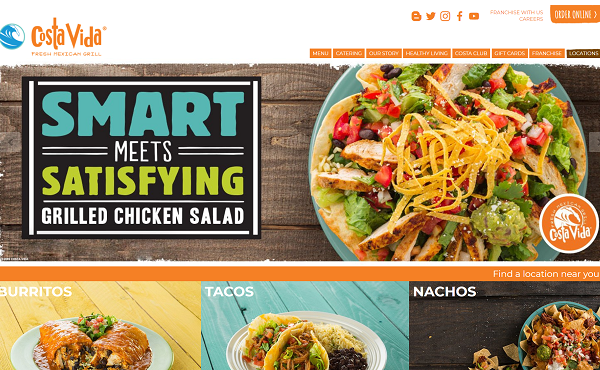 FRANCHISE WITH US
CAREERS
ORDER ONLINE >
Costa Vida®
FRESH MEXICAN GRILL
MENU
CATERING
OUR STORY
HEALTHY LIVING
COSTA CLUB
GIFT CARDS
FRANCHISE
LOCATIONS
SMART
MEETS
SATISFYING
GRILLED CHICKEN SALAD
Costa Vida
Find a location near you
BURRITOS
TACOS
NACHOS